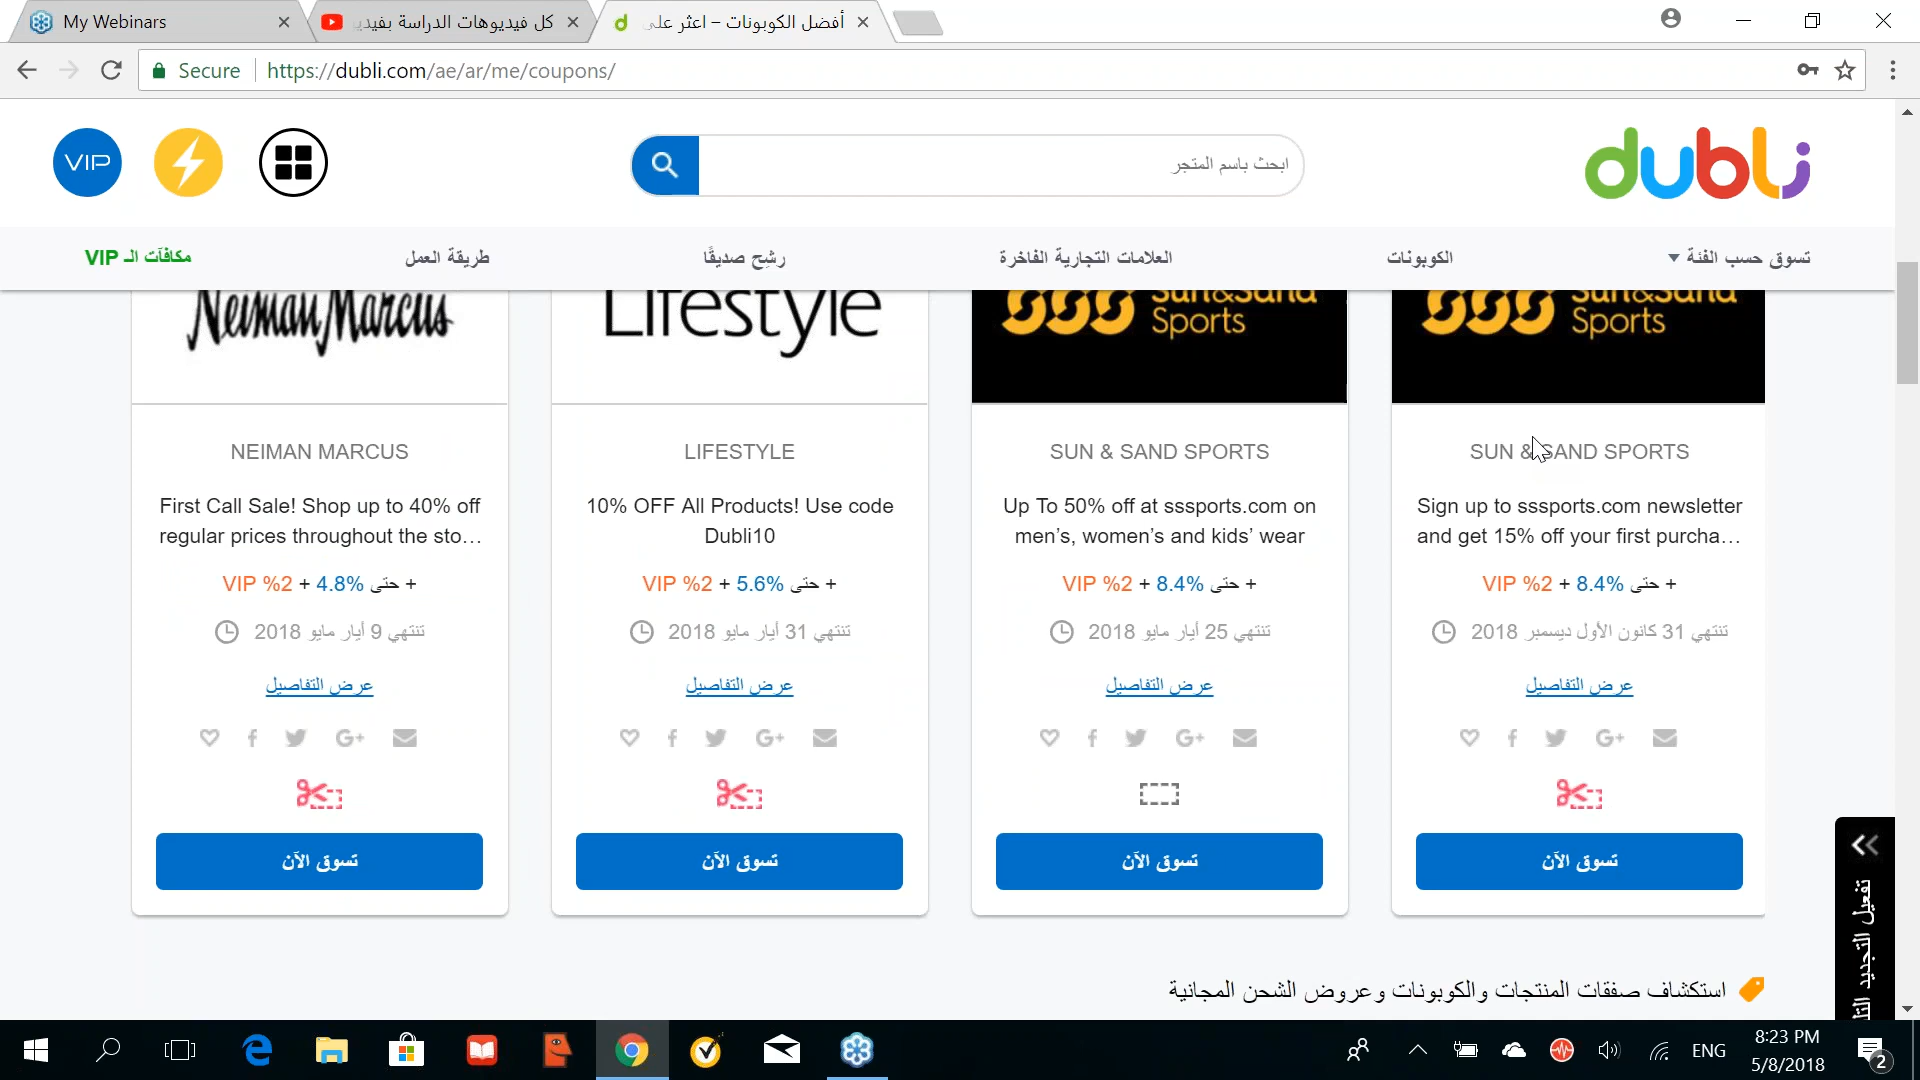 My Webinars
كل فيديوهات الدراسة بفيدي
أفضل الكوبونات – اعثر على
Secure
https://dubli.com/ae/ar/me/coupons/
VIP
ابحث باسم المتجر
dubli
تسوق حسب الفئة
الكوبونات
العلامات التجارية الفاخرة
رشِح صديقًا
طريقة العمل
مكافآت الـ VIP
Neiman Marcus
Lifestyle
Sun&Sand
Sports
Sun&Sand
Sports
NEIMAN MARCUS
First Call Sale! Shop up to 40% off
regular prices throughout the sto...
+ حتى 4.8% + 2% VIP
تنتهي 9 أيار مايو 2018
عرض التفاصيل
G+
تسوق الآن
LIFESTYLE
10% OFF All Products! Use code
Dubli10
+ حتى 5.6% + 2% VIP
تنتهي 31 أيار مايو 2018
عرض التفاصيل
G+
تسوق الآن
SUN & SAND SPORTS
Up To 50% off at sssports.com on
men’s, women’s and kids’ wear
+ حتى 8.4% + 2% VIP
تنتهي 25 أيار مايو 2018
عرض التفاصيل
G+
تسوق الآن
SUN & SAND SPORTS
Sign up to sssports.com newsletter
and get 15% off your first purcha...
+ حتى 8.4% + 2% VIP
تنتهي 31 كانون الأول ديسمبر 2018
عرض التفاصيل
G+
تسوق الآن
تفعيل التجديد
استكشاف صفقات المنتجات والكوبونات وعروض الشحن المجانية
ENG
8:23 PM
5/8/2018
2